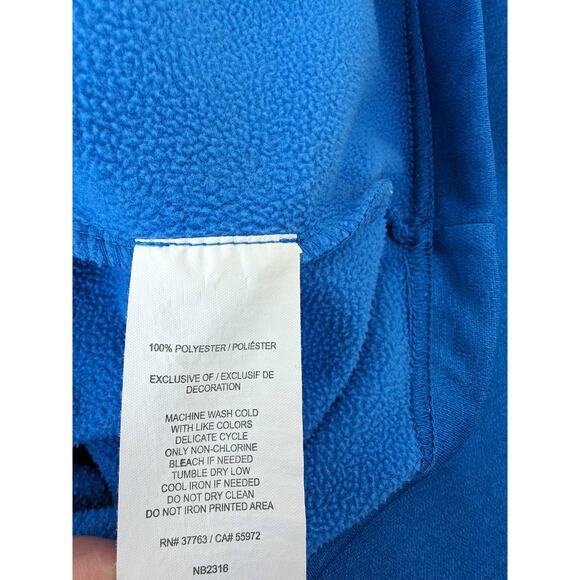 100% POLYESTER / POLIÉSTER
EXCLUSIVE OF / EXCLUSIF DE
DECORATION
MACHINE WASH COLD
WITH LIKE COLORS
DELICATE CYCLE
ONLY NON-CHLORINE
BLEACH IF NEEDED
TUMBLE DRY LOW
COOL IRON IF NEEDED
DO NOT DRY CLEAN
DO NOT IRON PRINTED AREA
RN# 37763 / CA# 55972
NB2316